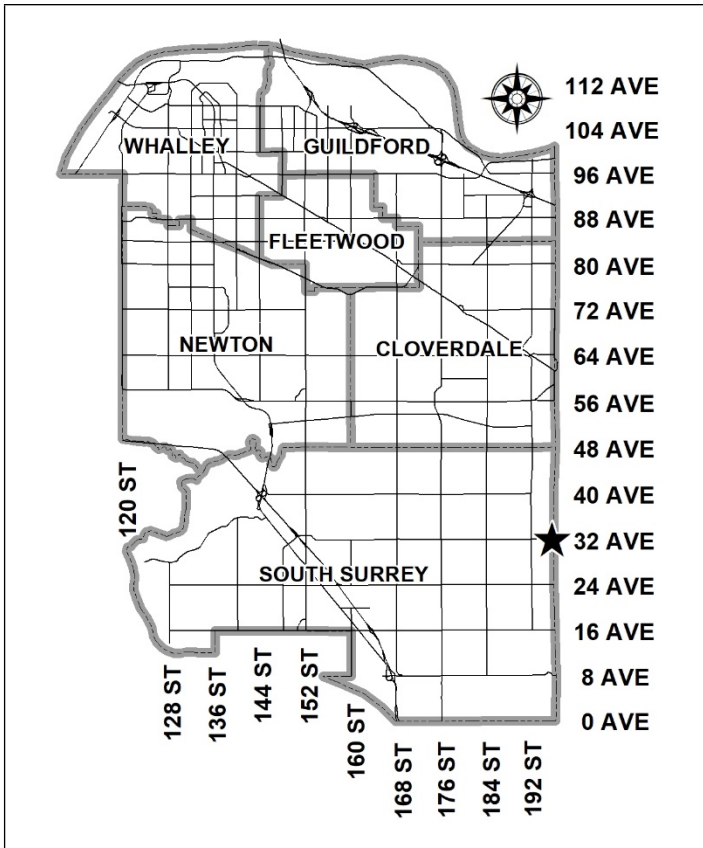 112 AVE
104 AVE
WHALLEY
GUILDFORD
96 AVE
88 AVE
FLEETWOOD
80 AVE
72 AVE
NEWTON
CLOVERDALE
64 AVE
56 AVE
48 AVE
40 AVE
120 ST
32 AVE
SOUTH SURREY
24 AVE
16 AVE
8 AVE
0 AVE
128 ST
136 ST
144 ST
152 ST
160 ST
168 ST
176 ST
184 ST
192 ST